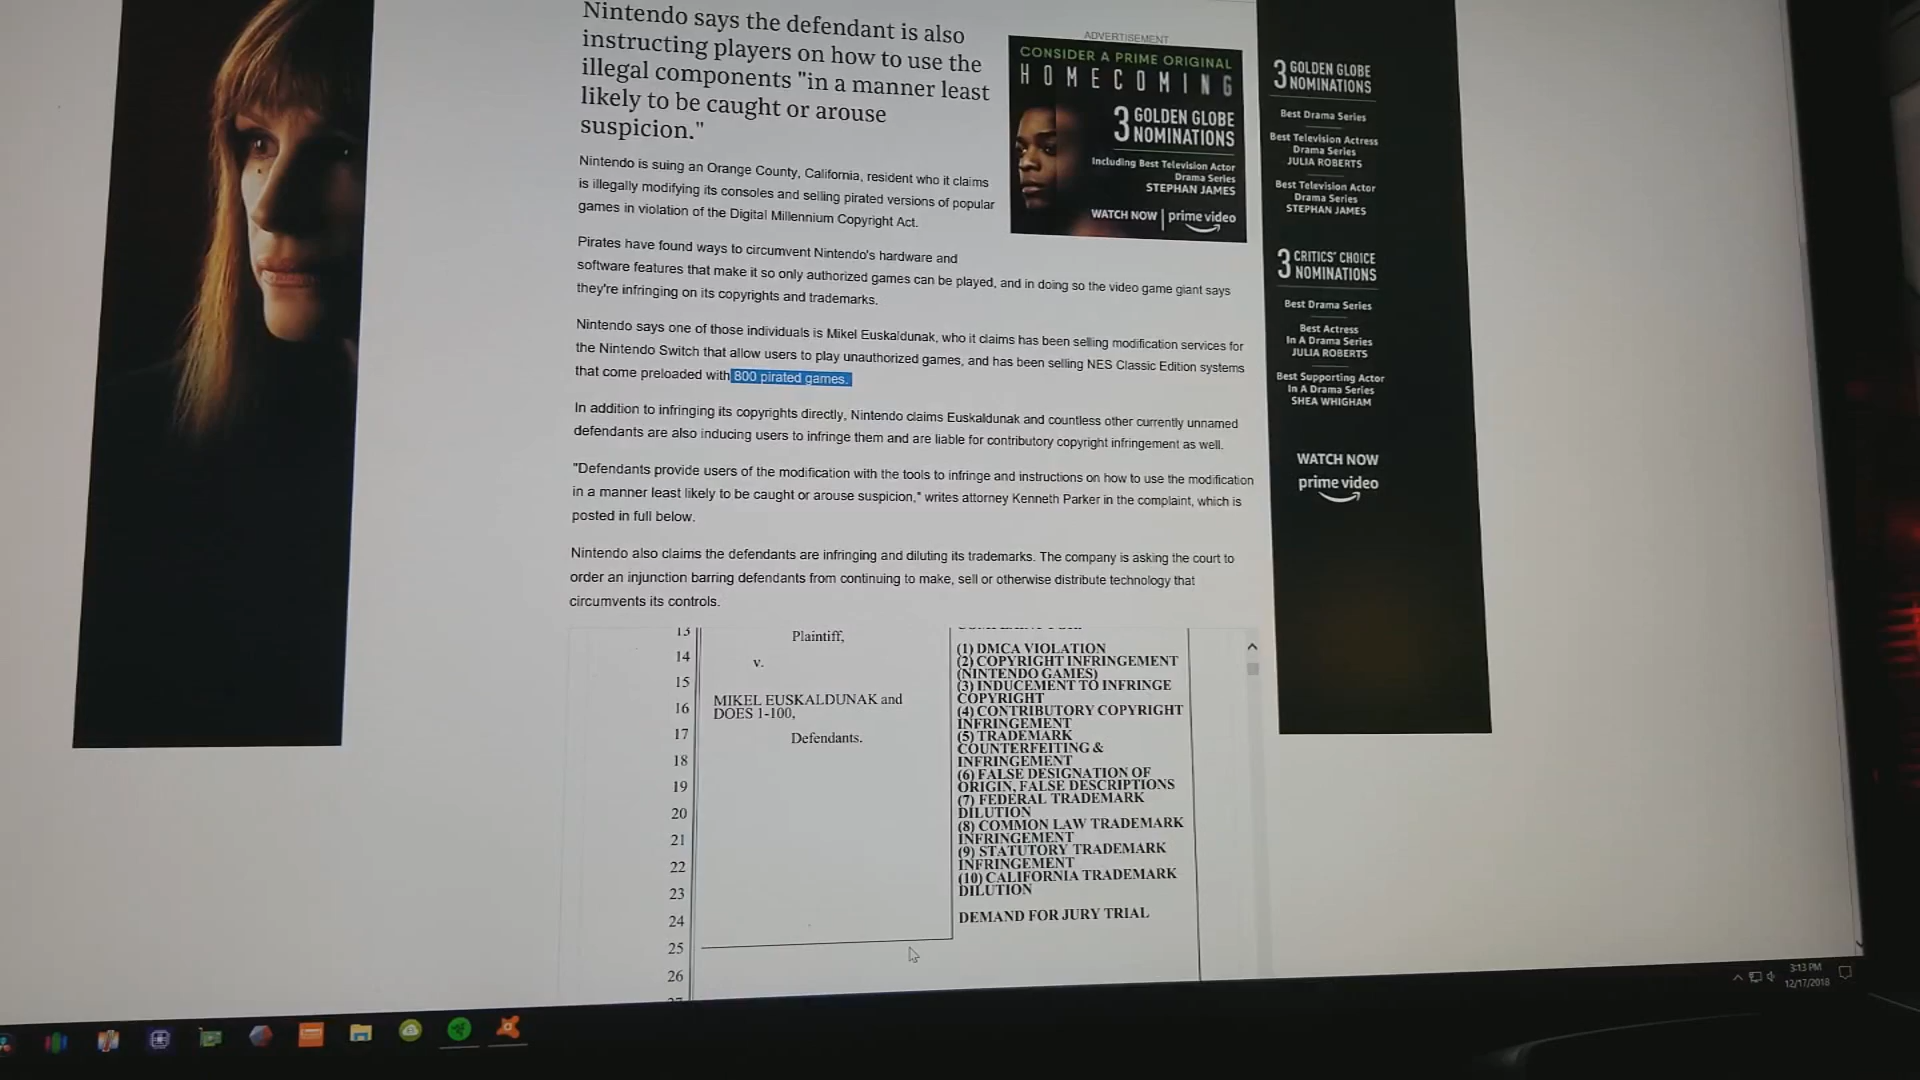 Nintendo says the defendant is also
instructing players on how to use the
illegal components "in a manner least
likely to be caught or arouse
suspicion."
Nintendo is suing an Orange County, California, resident who it claims
is illegally modifying its consoles and selling pirated versions of popular
games in violation of the Digital Millennium Copyright Act.
Pirates have found ways to circumvent Nintendo's hardware and
software features that make it so only authorized games can be played, and in doing so the video game giant says
they're infringing on its copyrights and trademarks.
Nintendo says one of those individuals is Mikel Euskaldunak, who it claims has been selling modification services for
the Nintendo Switch that allow users to play unauthorized games, and has been selling NES Classic Edition systems
that come preloaded with 800 pirated games.
In addition to infringing its copyrights directly, Nintendo claims Euskaldunak and countless other currently unnamed
defendants are also inducing users to infringe them and are liable for contributory copyright infringement as well.
"Defendants provide users of the modification with the tools to infringe and instructions on how to use the modification
in a manner least likely to be caught or arouse suspicion," writes attorney Kenneth Parker in the complaint, which is
posted in full below.
Nintendo also claims the defendants are infringing and diluting its trademarks. The company is asking the court to
order an injunction barring defendants from continuing to make, sell or otherwise distribute technology that
circumvents its controls.
ADVERTISEMENT
CONSIDER A PRIME ORIGINAL
HOMECOMING
3 GOLDEN GLOBE
NOMINATIONS
Including Best Television Actor
Drama Series
STEPHAN JAMES
WATCH NOW | prime video
3 GOLDEN GLOBE
NOMINATIONS
Best Drama Series
Best Television Actress
Drama Series
JULIA ROBERTS
Best Television Actor
Drama Series
STEPHAN JAMES
3 CRITICS' CHOICE
NOMINATIONS
Best Drama Series
Best Actress
In A Drama Series
JULIA ROBERTS
Best Supporting Actor
In A Drama Series
SHEA WHIGHAM
WATCH NOW
prime video
13
14
15
16
17
18
19
20
21
22
23
24
25
26
Plaintiff,
v.
MIKEL EUSKALDUNAK and
DOES 1-100,
Defendants.
(1) DMCA VIOLATION
(2) COPYRIGHT INFRINGEMENT
(NINTENDO GAMES)
(3) INDUCEMENT TO INFRINGE
COPYRIGHT
(4) CONTRIBUTORY COPYRIGHT
INFRINGEMENT
(5) TRADEMARK
COUNTERFEITING &
INFRINGEMENT
(6) FALSE DESIGNATION OF
ORIGIN, FALSE DESCRIPTIONS
(7) FEDERAL TRADEMARK
DILUTION
(8) COMMON LAW TRADEMARK
INFRINGEMENT
(9) STATUTORY TRADEMARK
INFRINGEMENT
(10) CALIFORNIA TRADEMARK
DILUTION
DEMAND FOR JURY TRIAL
3:13 PM
12/17/2018